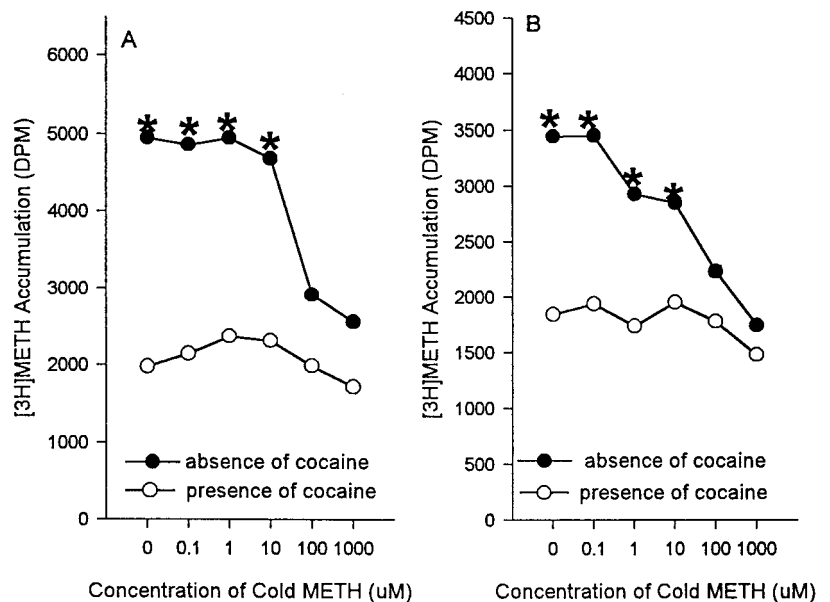 A
[3H]METH Accumulation (DPM)
6000
5000
4000
3000
2000
1000
0
* * * *
absence of cocaine
presence of cocaine
0 0.1 1 10 100 1000
Concentration of Cold METH (uM)
B
[3H]METH Accumulation (DPM)
4500
4000
3500
3000
2500
2000
1500
1000
500
0
* * * *
absence of cocaine
presence of cocaine
0 0.1 1 10 100 1000
Concentration of Cold METH (uM)